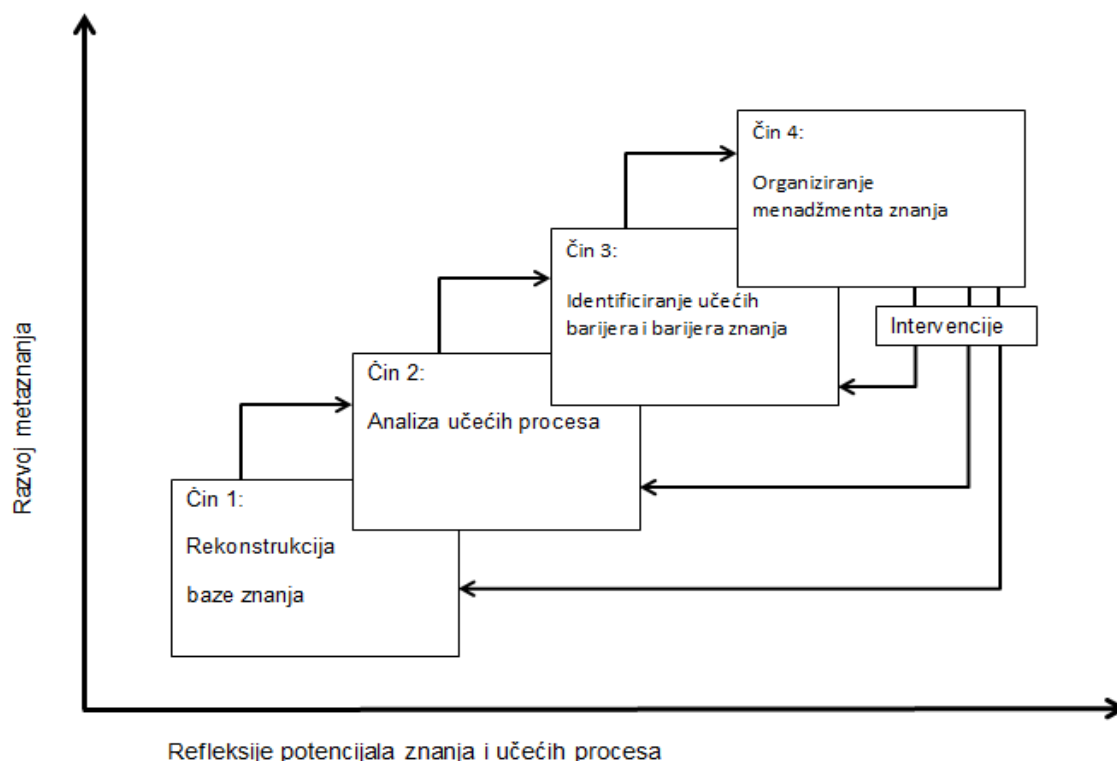 Čin 4:
Organiziranje
menadžmenta znanja
Čin 3:
Identificiranje učećih
barijera i barijera znanja
Intervencije
Čin 2:
Analiza učećih procesa
Čin 1:
Rekonstrukcija
baze znanja
Razvoj metaznanja
Refleksije potencijala znanja i učećih procesa